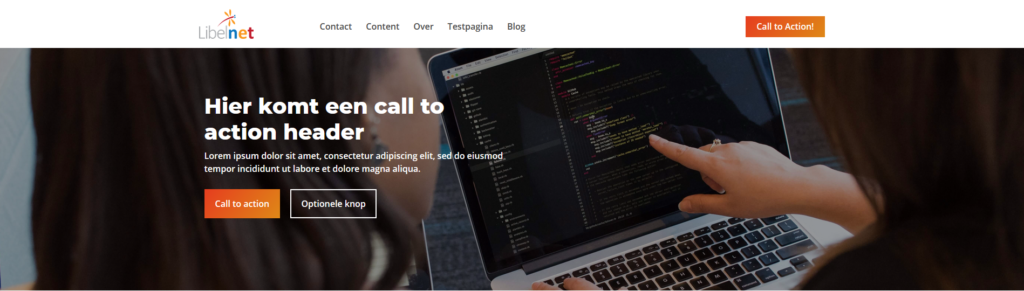 Libelnet
Contact Content Over Testpagina Blog
Call to Action!
Hier komt een call to
action header
Lorem ipsum dolor sit amet, consectetur adipiscing elit, sed do eiusmod
tempor incididunt ut labore et dolore magna aliqua.
Call to action
Optionele knop